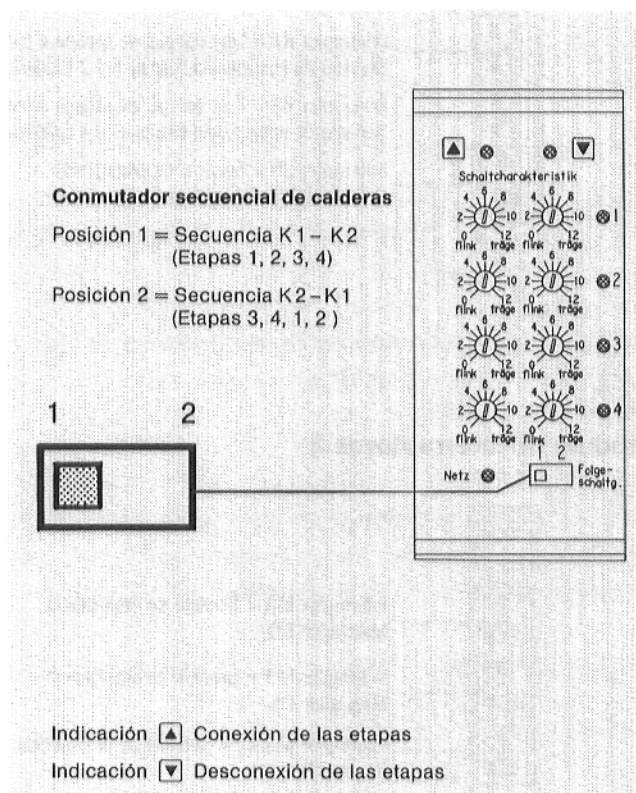 Conmutador secuencial de calderas
Posición 1 = Secuencia K1 – K2
(Etapas 1, 2, 3, 4)
Posición 2 = Secuencia K2 – K1
(Etapas 3, 4, 1, 2 )
1 2
▲ ▼
Schaltcharakteristik
0 2 4 6 8 10 12 0 2 4 6 8 10 12 1
flink träge flink träge
0 2 4 6 8 10 12 0 2 4 6 8 10 12 2
flink träge flink träge
0 2 4 6 8 10 12 0 2 4 6 8 10 12 3
flink träge flink träge
0 2 4 6 8 10 12 0 2 4 6 8 10 12 4
flink träge flink träge
1 2
Netz Folge-
schaltg.
Indicación ▲ Conexión de las etapas
Indicación ▼ Desconexión de las etapas